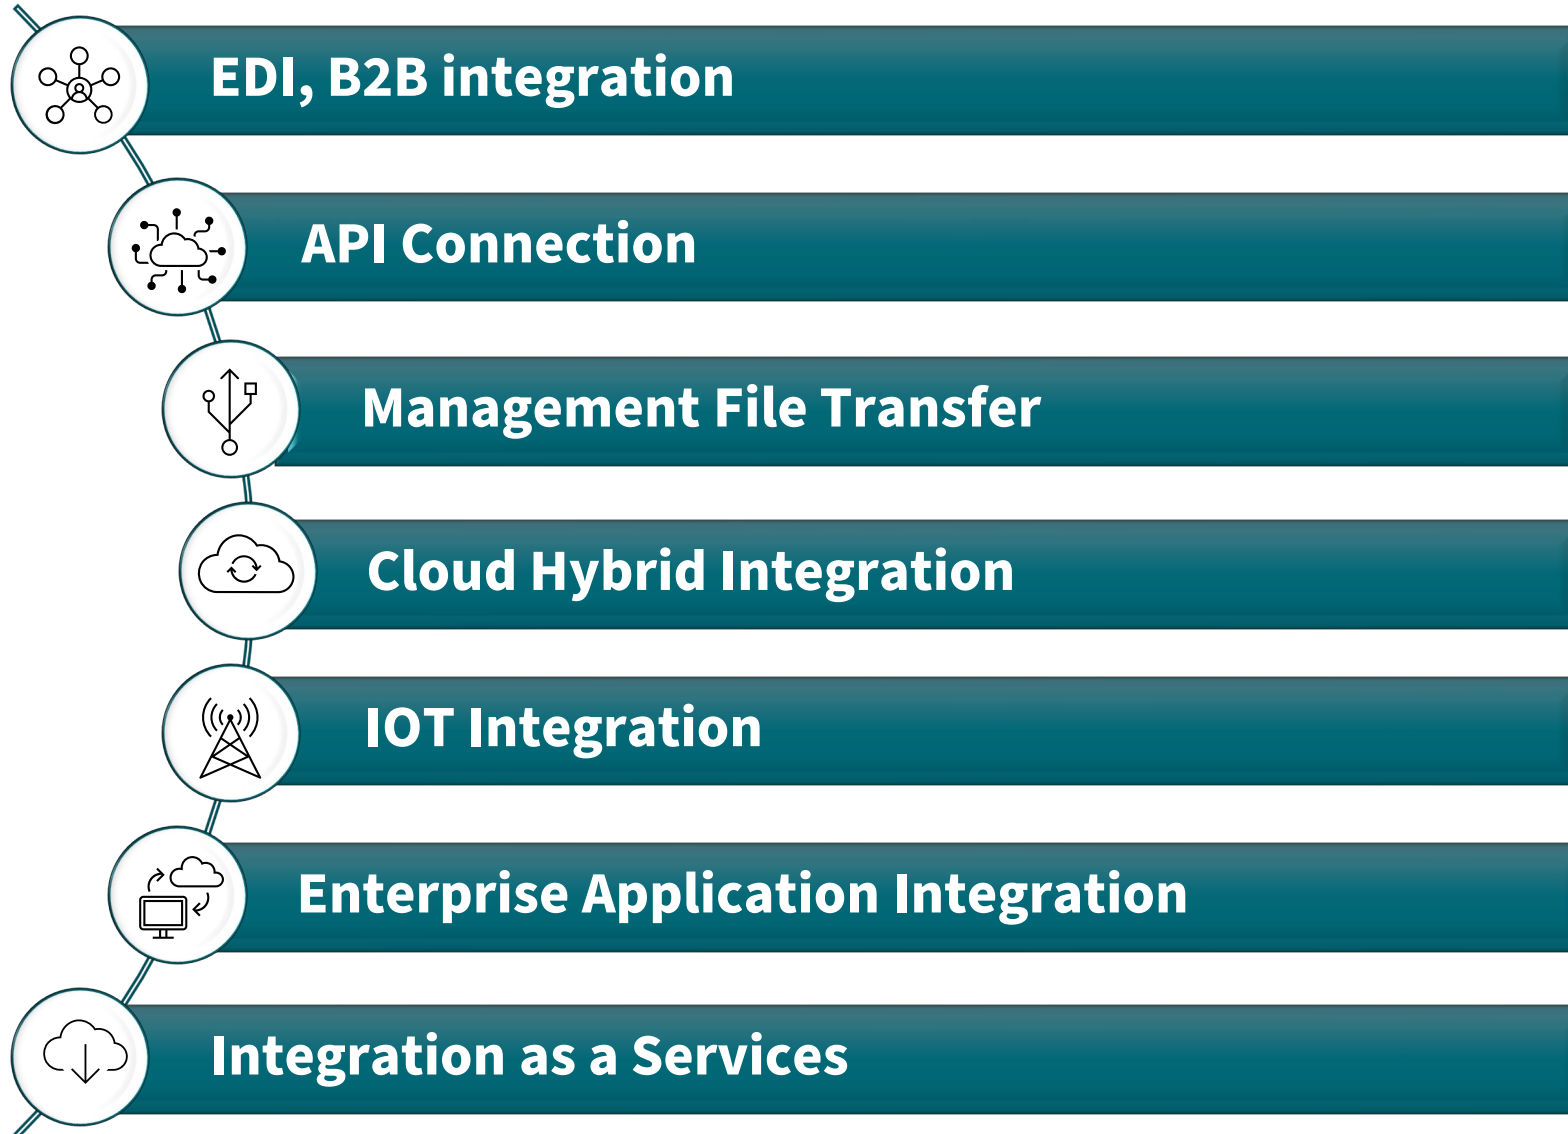 EDI, B2B integration
API Connection
Management File Transfer
Cloud Hybrid Integration
IOT Integration
Enterprise Application Integration
Integration as a Services